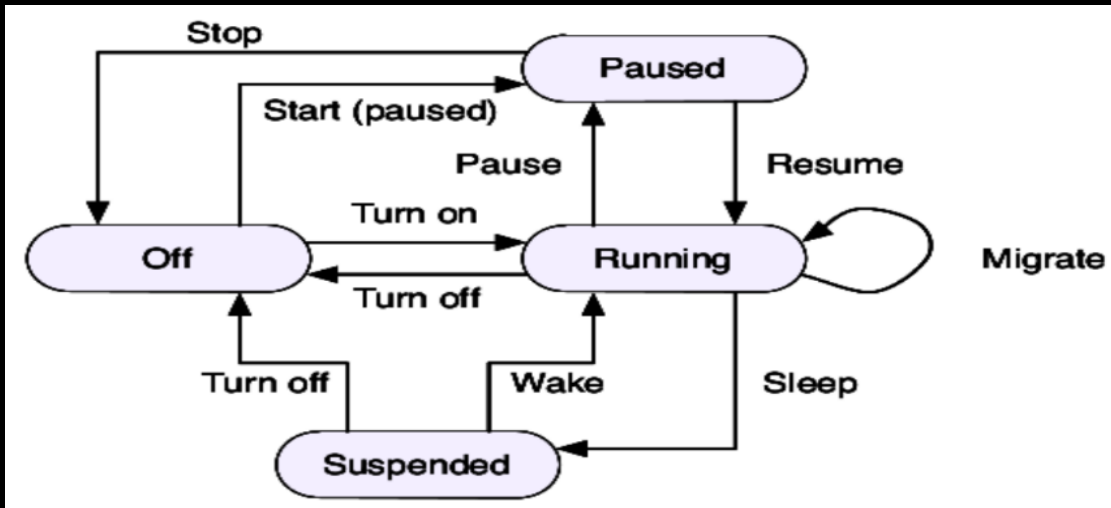 Stop
Paused
Start (paused)
Pause
Resume
Turn on
Off
Running
Migrate
Turn off
Turn off
Wake
Sleep
Suspended